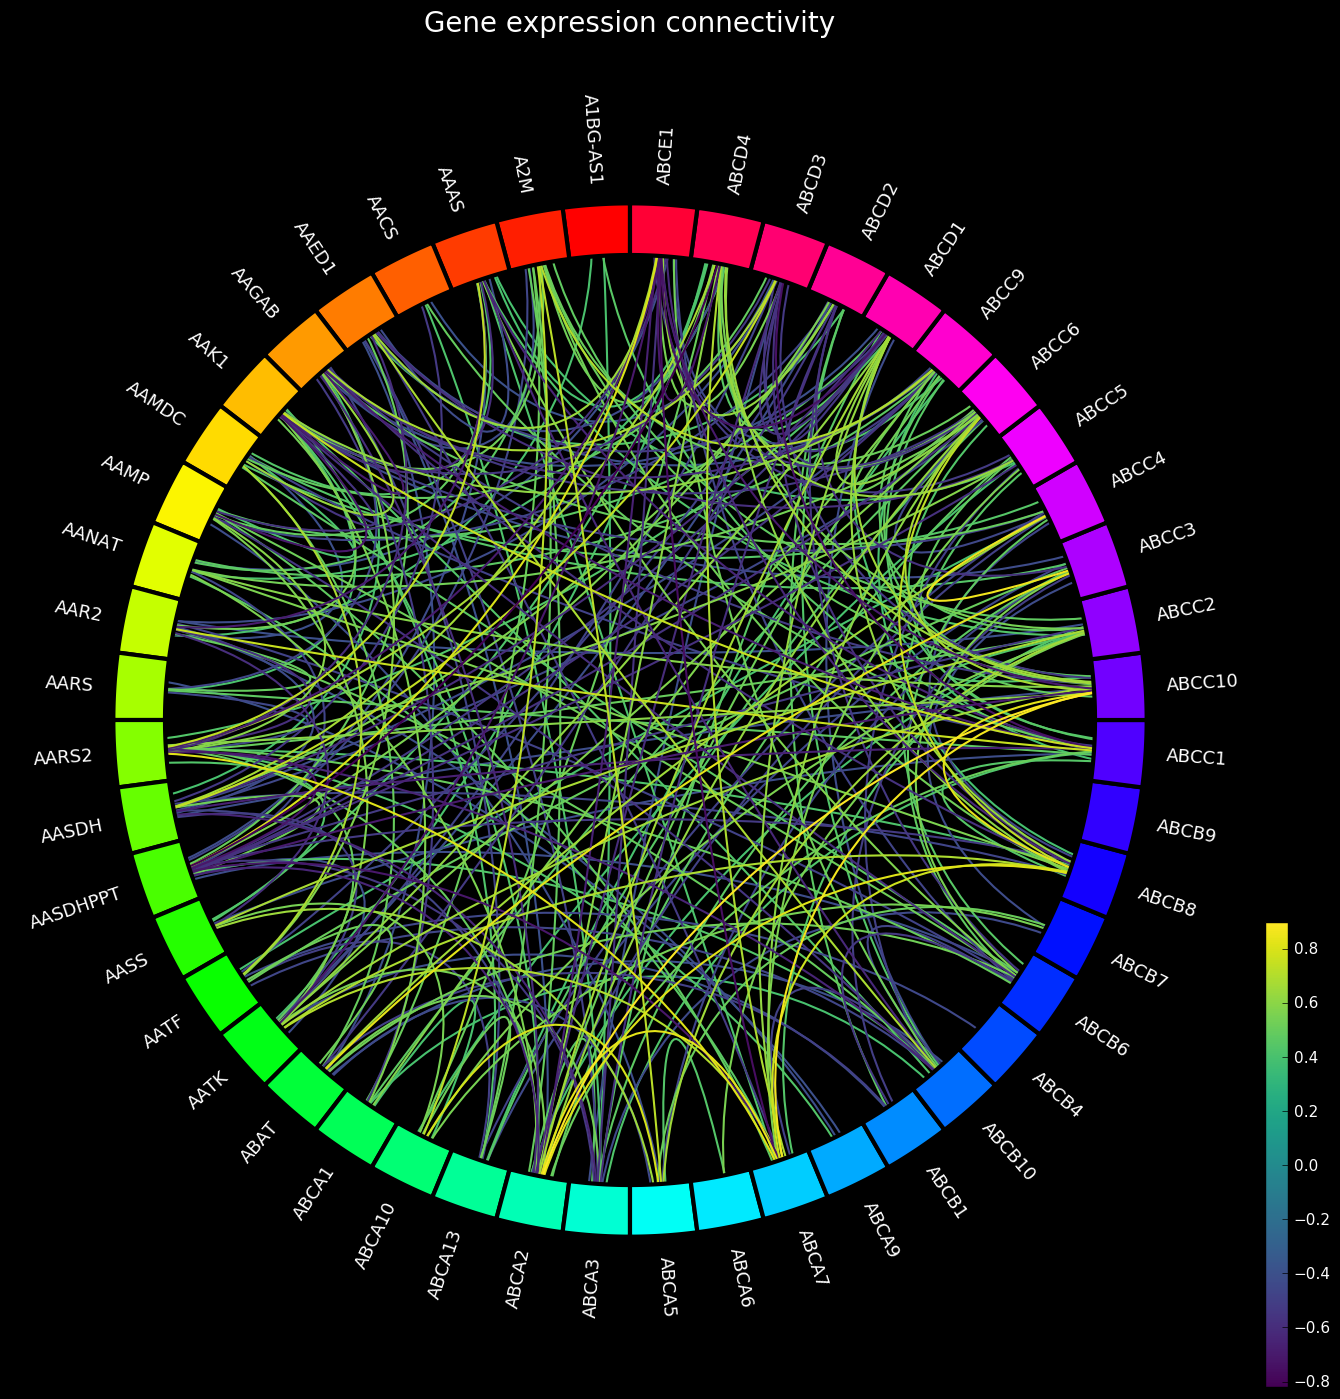 Gene expression connectivity
A1BG-AS1
A2M
AAAS
AACS
AAED1
AAGAB
AAK1
AAMDC
AAMP
AANAT
AAR2
AARS
AARS2
AASDH
AASDHPPT
AASS
AATF
AATK
ABAT
ABCA1
ABCA10
ABCA13
ABCA2
ABCA3
ABCA5
ABCA6
ABCA7
ABCA9
ABCB1
ABCB10
ABCB4
ABCB6
ABCB7
ABCB8
ABCB9
ABCC1
ABCC10
ABCC2
ABCC3
ABCC4
ABCC5
ABCC6
ABCC9
ABCD1
ABCD2
ABCD3
ABCD4
ABCE1
0.8
0.6
0.4
0.2
0.0
−0.2
−0.4
−0.6
−0.8